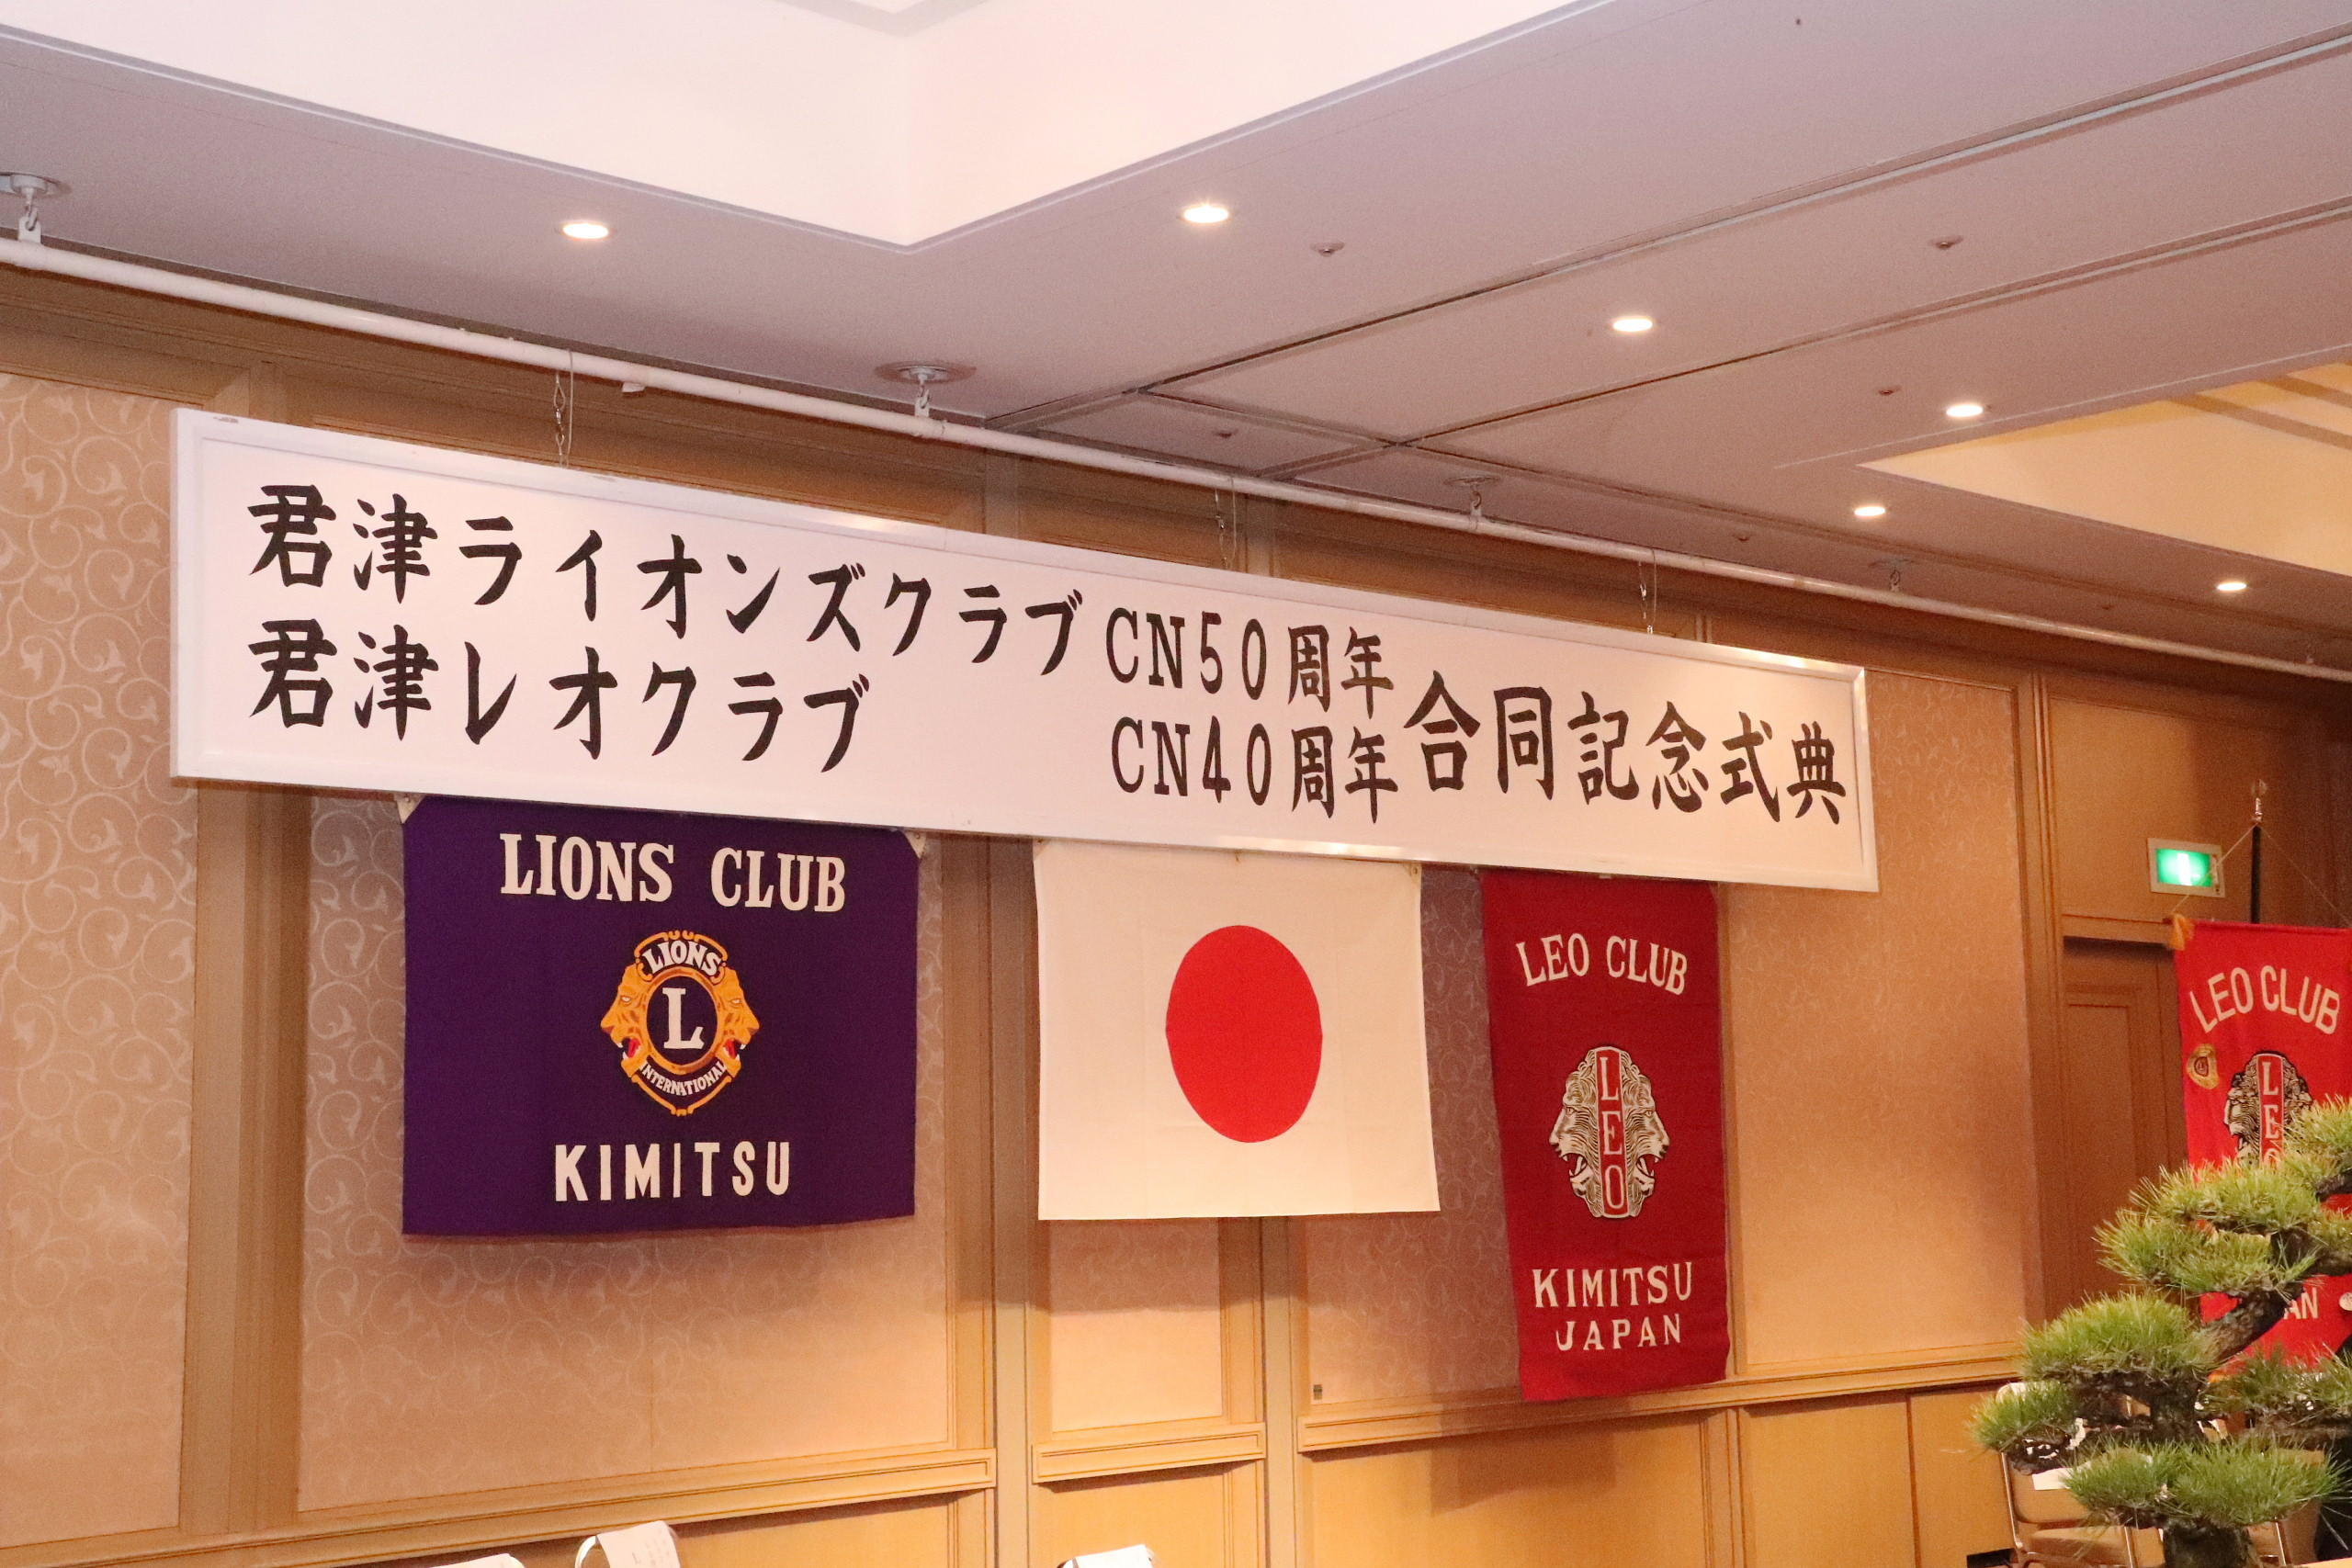 君津ライオンズクラブ CN50周年
君津レオクラブ CN40周年
合同記念式典
LIONS CLUB
LIONS
L
INTERNATIONAL
KIMITSU
LEO CLUB
LEO
KIMITSU
JAPAN
LEO CLUB
LEO